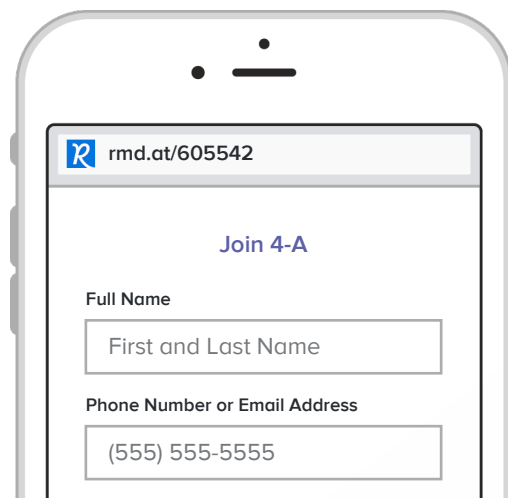 rmd.at/605542
Join 4-A
Full Name
First and Last Name
Phone Number or Email Address
(555) 555-5555